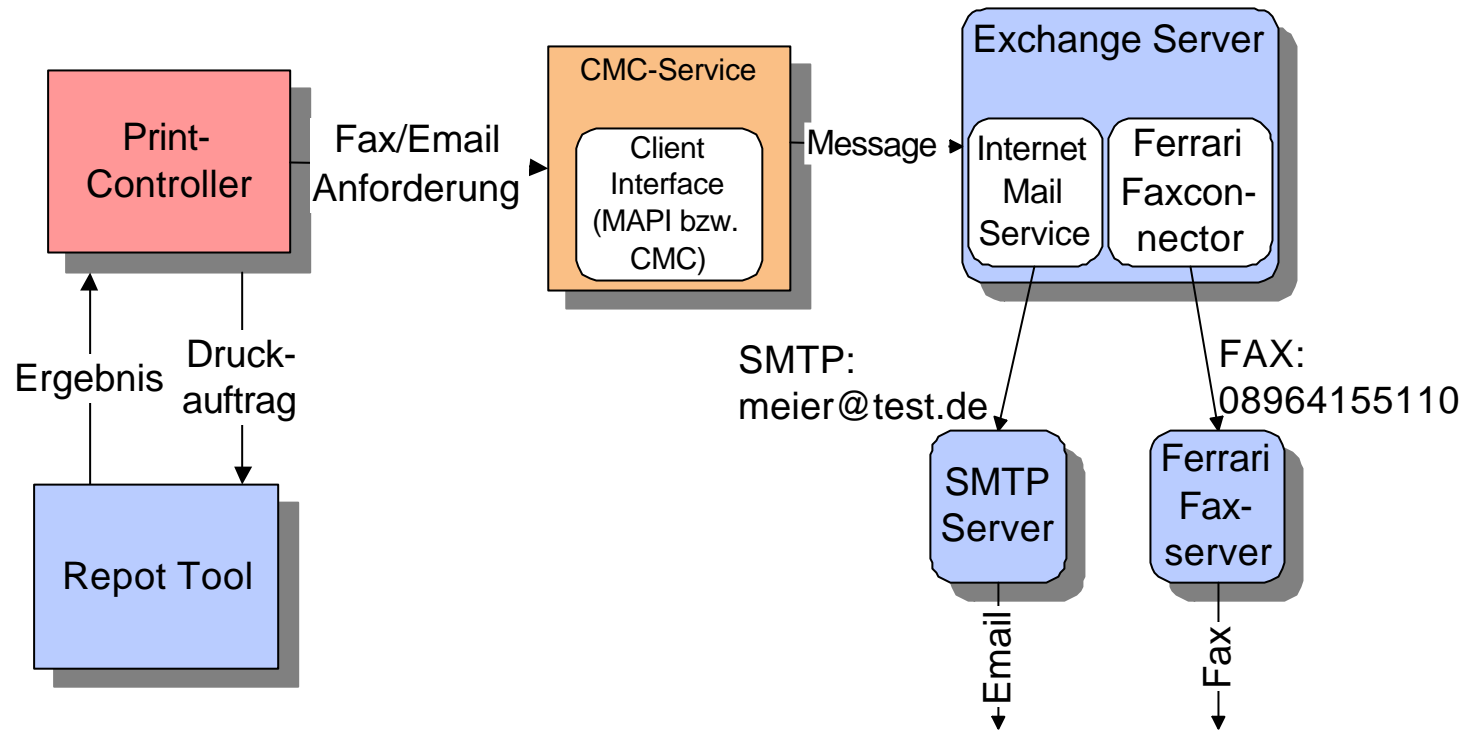 Exchange Server
CMC-Service
Print-
Controller
Fax/Email
Anforderung
Client
Interface
(MAPI bzw.
CMC)
Message
Internet
Mail
Service
Ferrari
Faxcon-
nector
Ergebnis
Druck-
auftrag
SMTP:
meier@test.de
FAX:
08964155110
Repot Tool
SMTP
Server
Ferrari
Fax-
server
Email
Fax